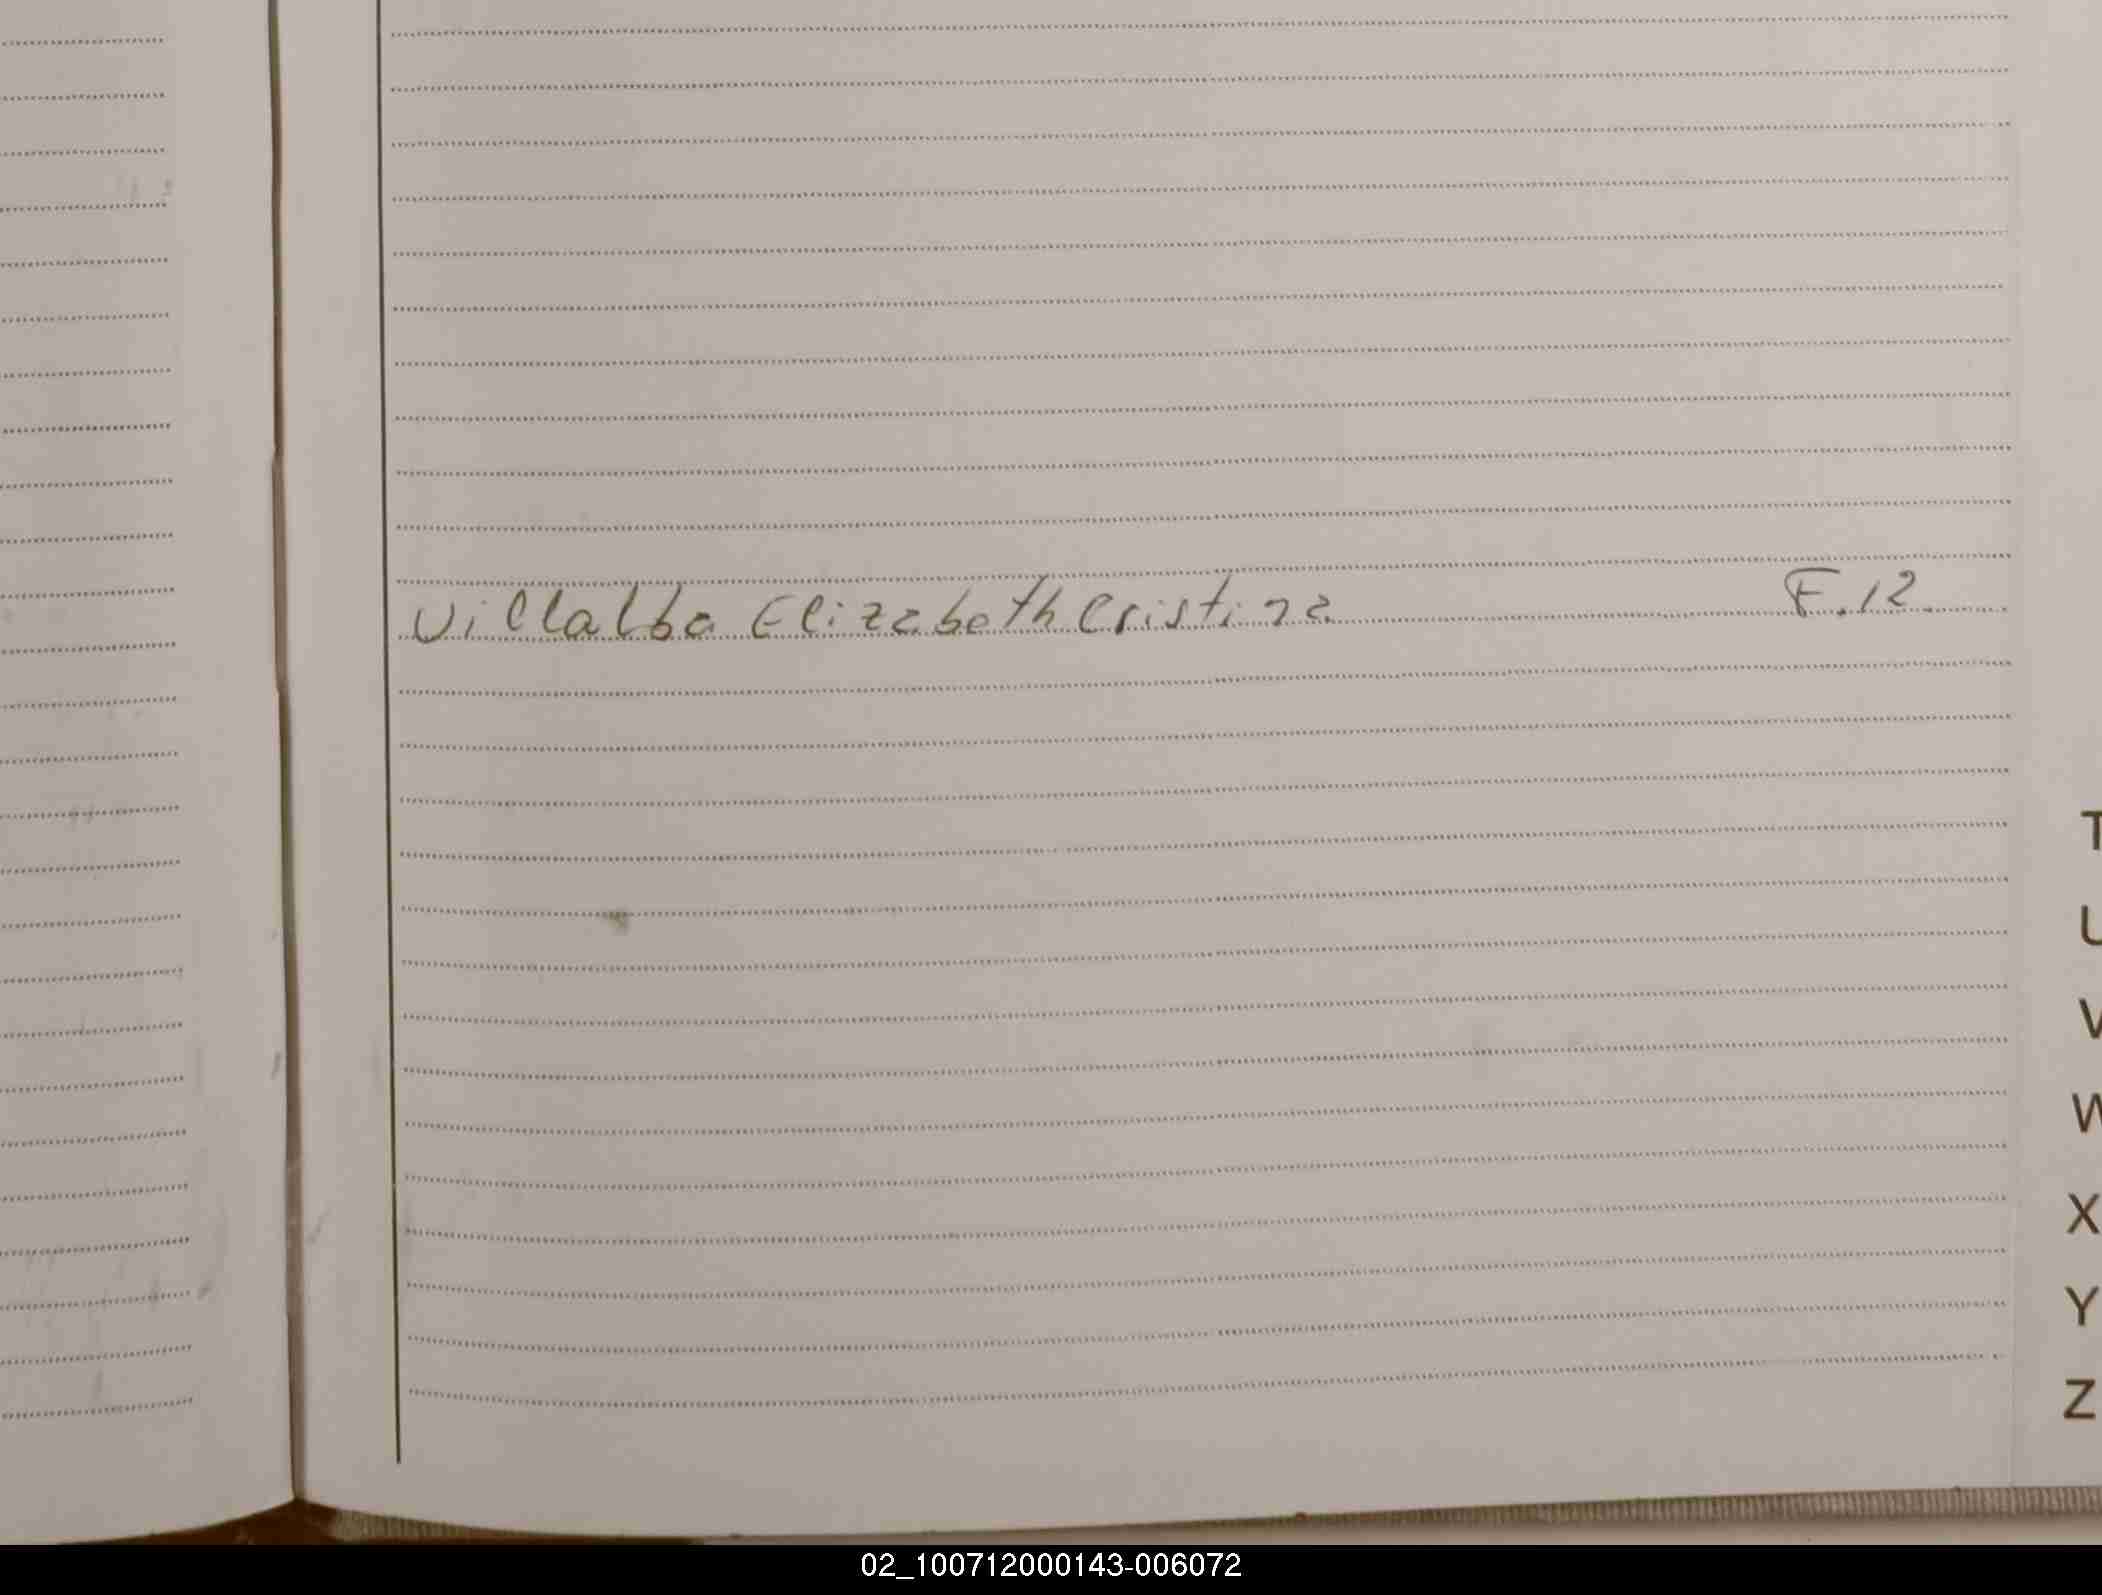 Villalba Elizabeth Cristina F.12.
T
U
V
W
X
Y
Z
02_100712000143-006072